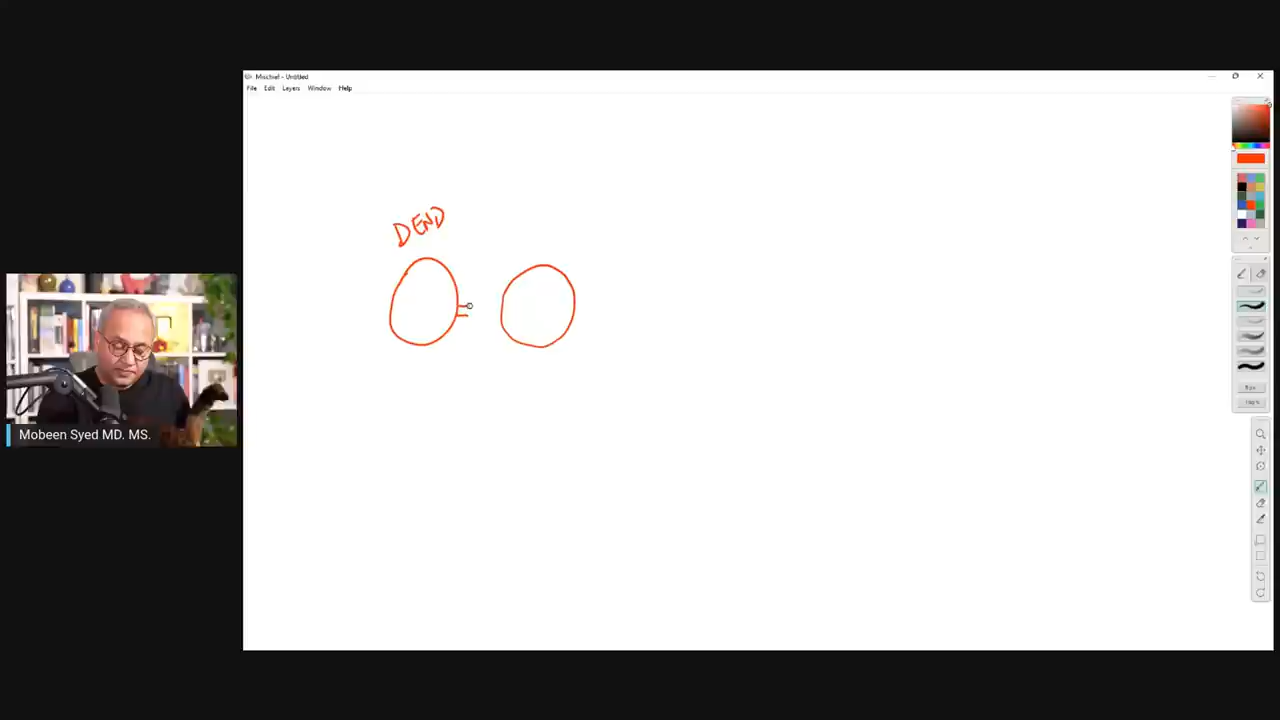 Mischief - Untitled
File Edit Layers Window Help
DEND
Mobeen Syed MD. MS.